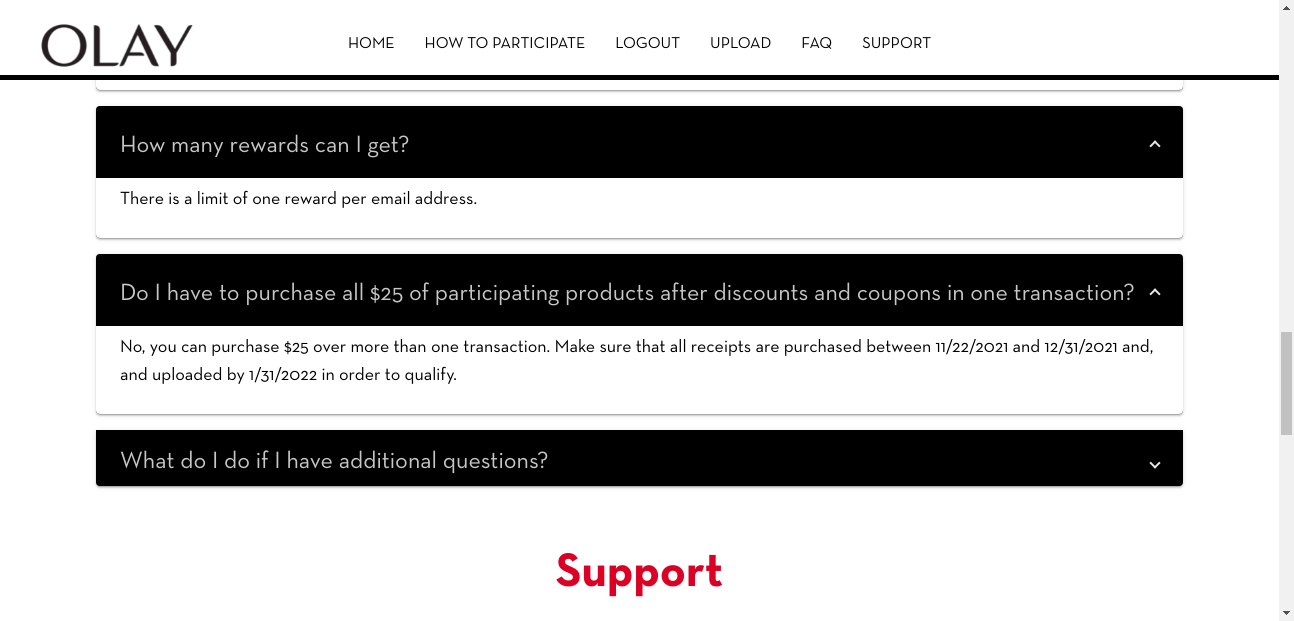 OLAY
HOME HOW TO PARTICIPATE LOGOUT UPLOAD FAQ SUPPORT
How many rewards can I get?
There is a limit of one reward per email address.
Do I have to purchase all $25 of participating products after discounts and coupons in one transaction?
No, you can purchase $25 over more than one transaction. Make sure that all receipts are purchased between 11/22/2021 and 12/31/2021 and,
and uploaded by 1/31/2022 in order to qualify.
What do I do if I have additional questions?
Support